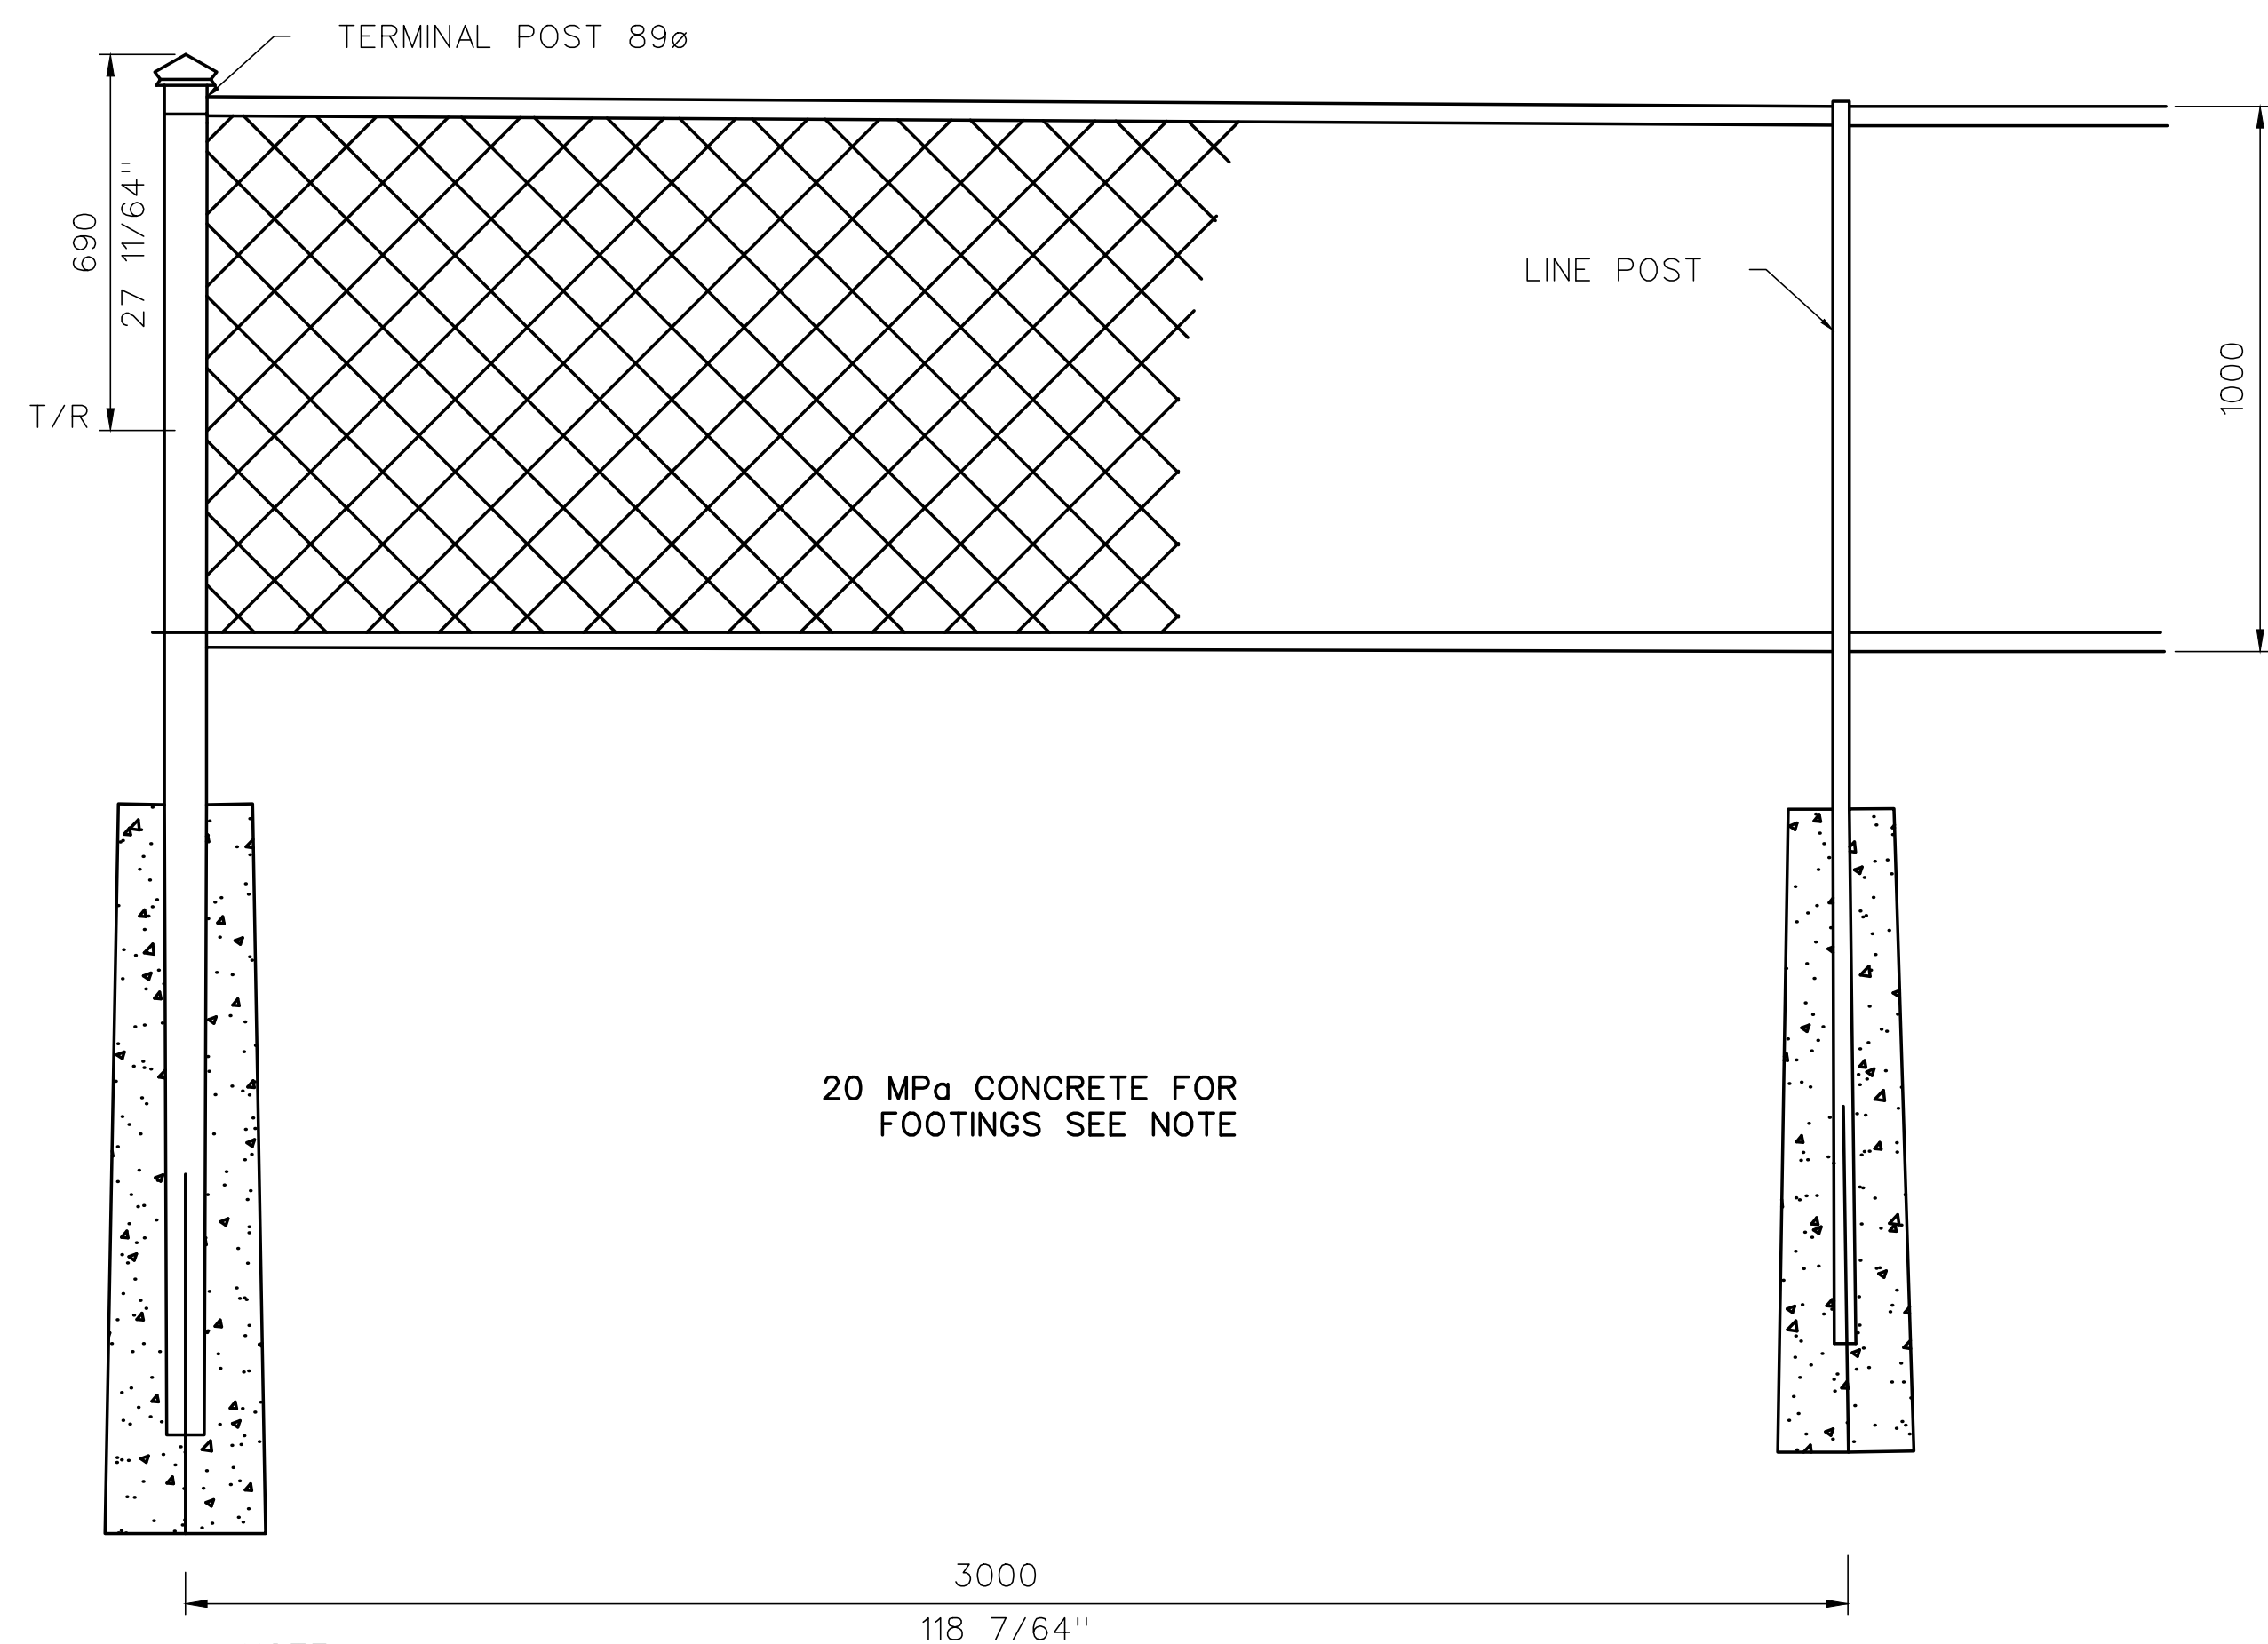 TERMINAL POST 89ø
690
27 11/64"
T/R
LINE POST
1000
20 MPa CONCRETE FOR
FOOTINGS SEE NOTE
3000
118 7/64"